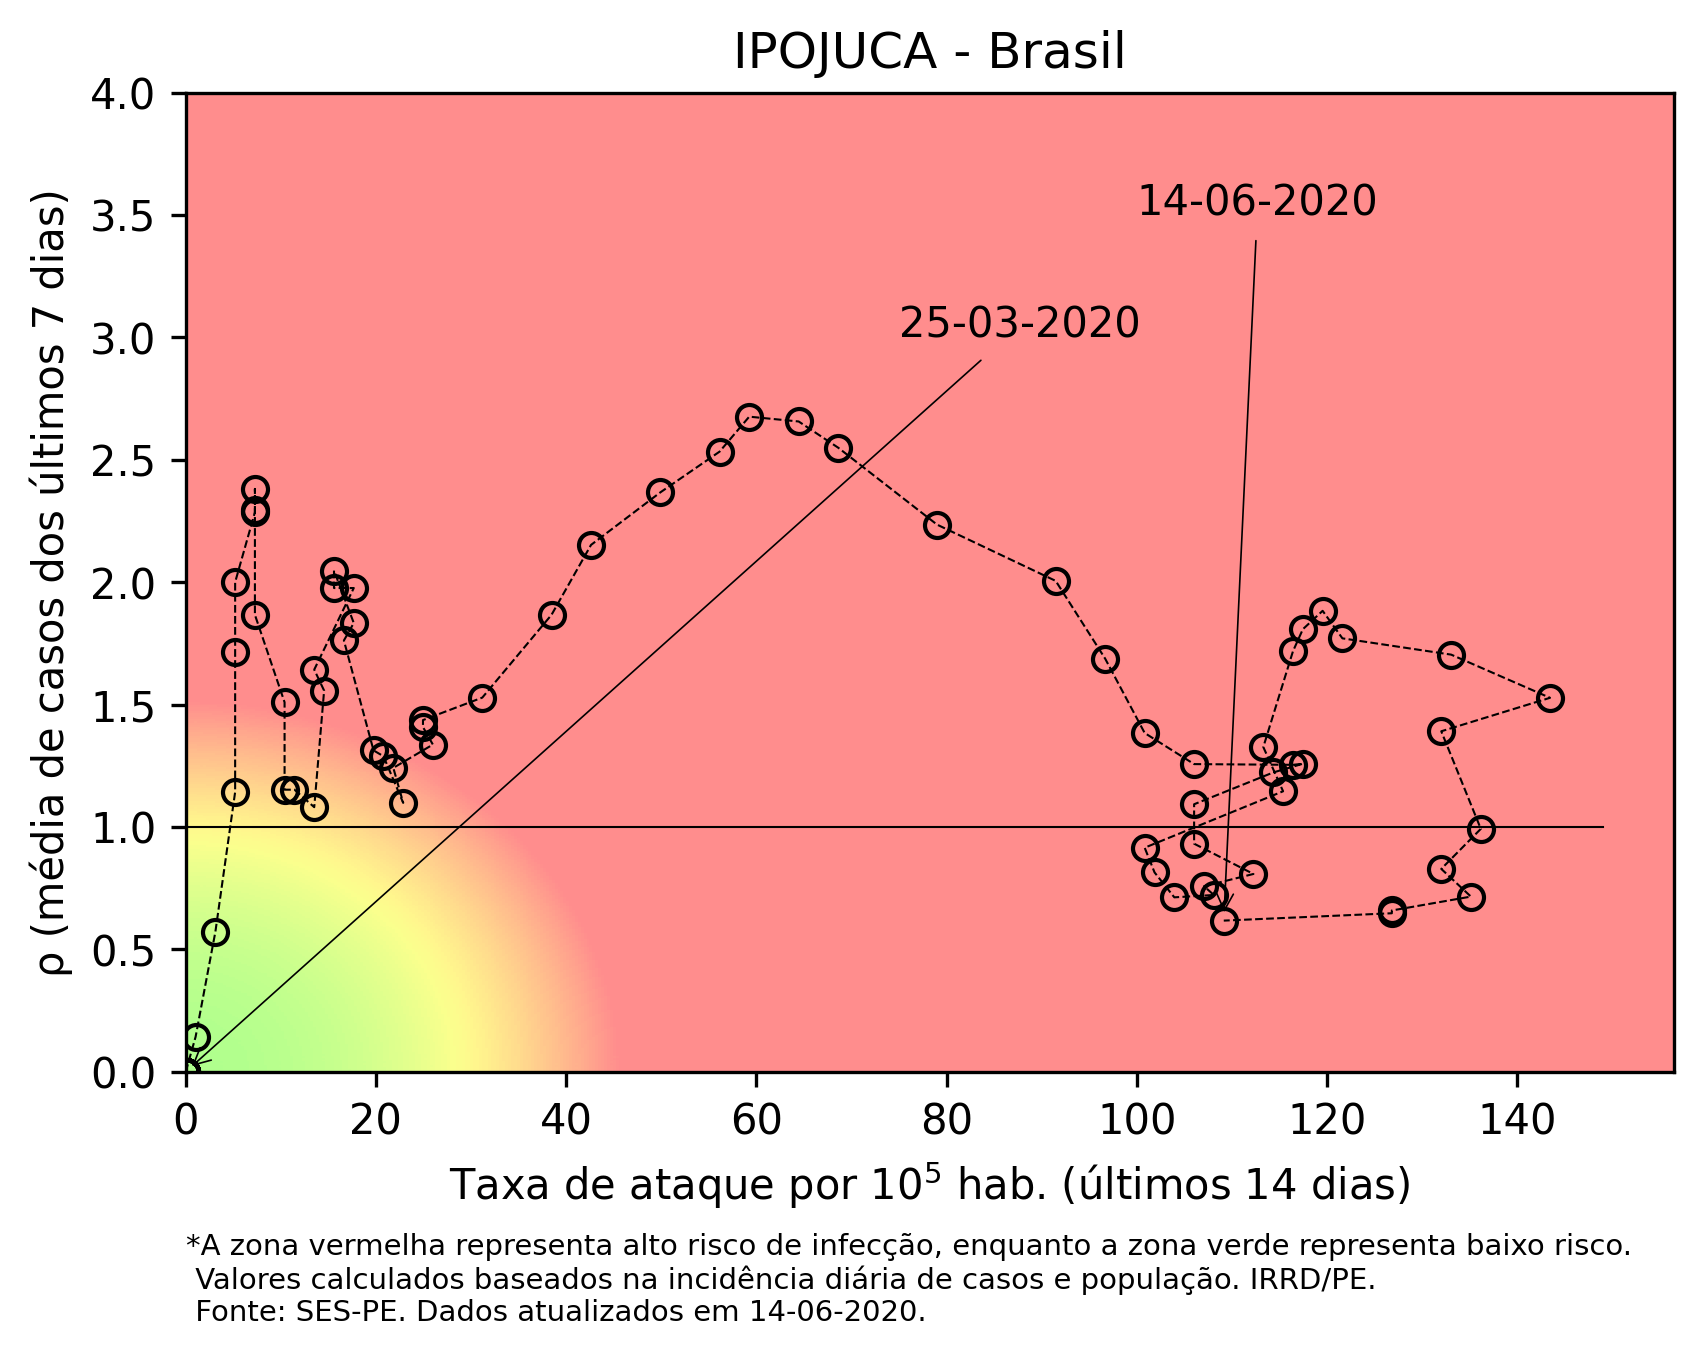 IPOJUCA - Brasil
4.0
3.5
3.0
2.5
2.0
1.5
1.0
0.5
0.0
ρ (média de casos dos últimos 7 dias)
14-06-2020
25-03-2020
0 20 40 60 80 100 120 140
Taxa de ataque por 10⁵ hab. (últimos 14 dias)
*A zona vermelha representa alto risco de infecção, enquanto a zona verde representa baixo risco.
Valores calculados baseados na incidência diária de casos e população. IRRD/PE.
Fonte: SES-PE. Dados atualizados em 14-06-2020.